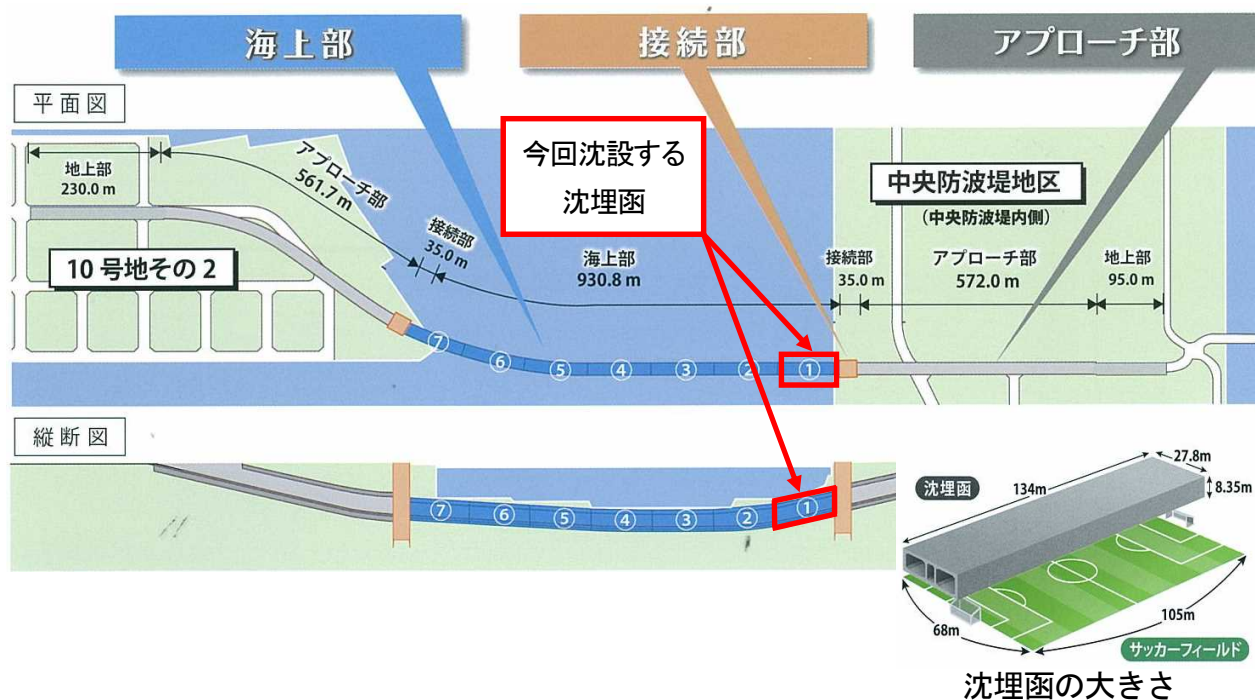 海上部
接続部
アプローチ部
平面図
今回沈設する
沈埋函
地上部
230.0 m
アプローチ部
561.7 m
接続部
35.0 m
海上部
930.8 m
中央防波堤地区
(中央防波堤内側)
接続部
35.0 m
アプローチ部
572.0 m
地上部
95.0 m
10 号地その 2
⑦
⑥
⑤
④
③
②
①
縦断図
⑦
⑥
⑤
④
③
②
①
沈埋函
134m
27.8m
8.35m
68m
105m
サッカーフィールド
沈埋函の大きさ